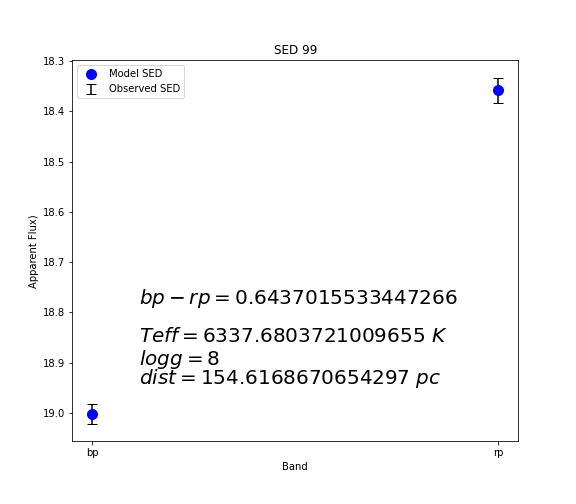 SED 99
Model SED
Observed SED
Apparent Flux)
18.3
18.4
18.5
18.6
18.7
18.8
18.9
19.0
bp − rp = 0.6437015533447266
Teff = 6337.6803721009655 K
logg = 8
dist = 154.6168670654297 pc
bp
rp
Band